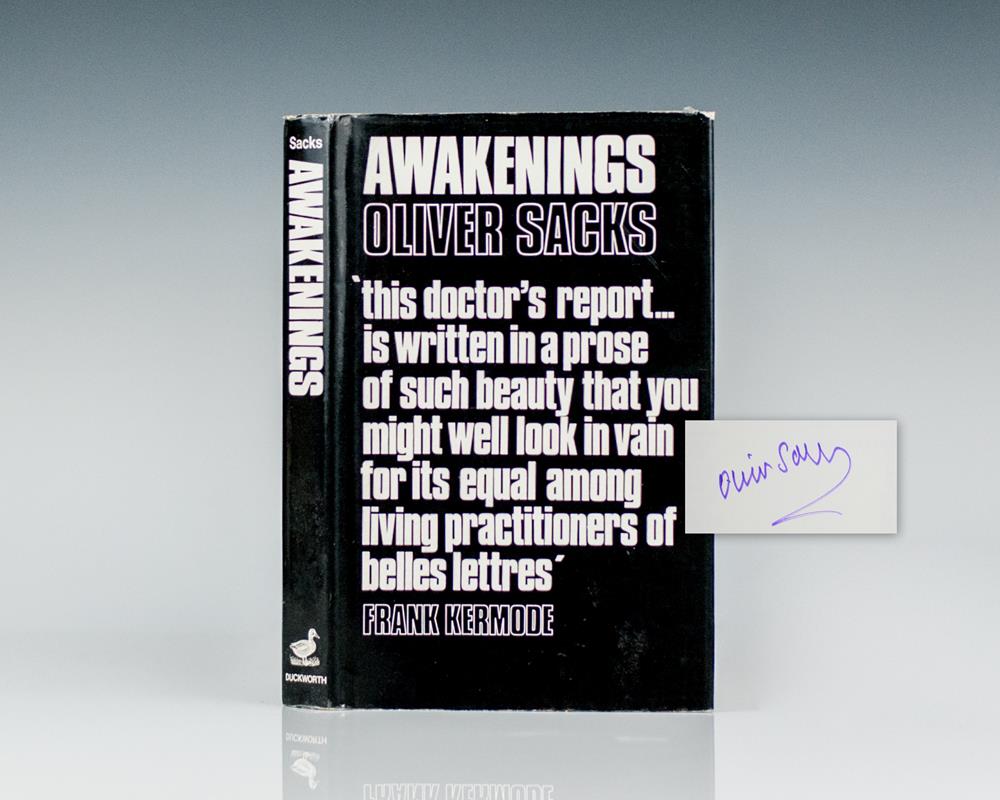 Sacks
AWAKENINGS
DUCKWORTH
AWAKENINGS
OLIVER SACKS
‘this doctor’s report...
is written in a prose
of such beauty that you
might well look in vain
for its equal among
living practitioners of
belles lettres’
FRANK KERMODE
Oliver Sacks